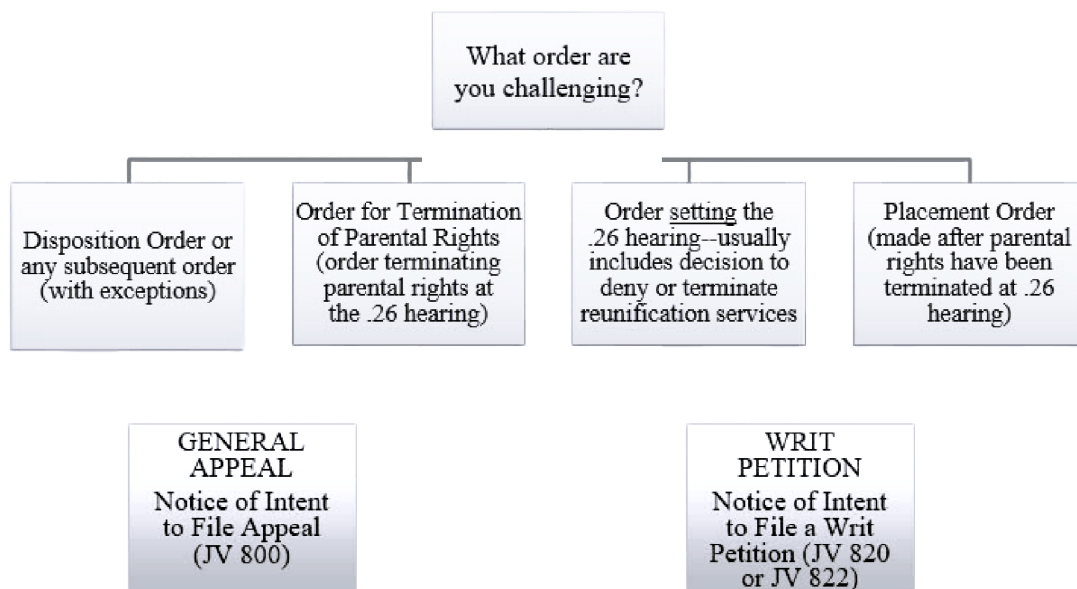 What order are
you challenging?
Disposition Order or
any subsequent order
(with exceptions)
Order for Termination
of Parental Rights
(order terminating
parental rights at
the .26 hearing)
Order setting the
.26 hearing--usually
includes decision to
deny or terminate
reunification services
Placement Order
(made after parental
rights have been
terminated at .26
hearing)
GENERAL
APPEAL
Notice of Intent
to File Appeal
(JV 800)
WRIT
PETITION
Notice of Intent
to File a Writ
Petition (JV 820
or JV 822)